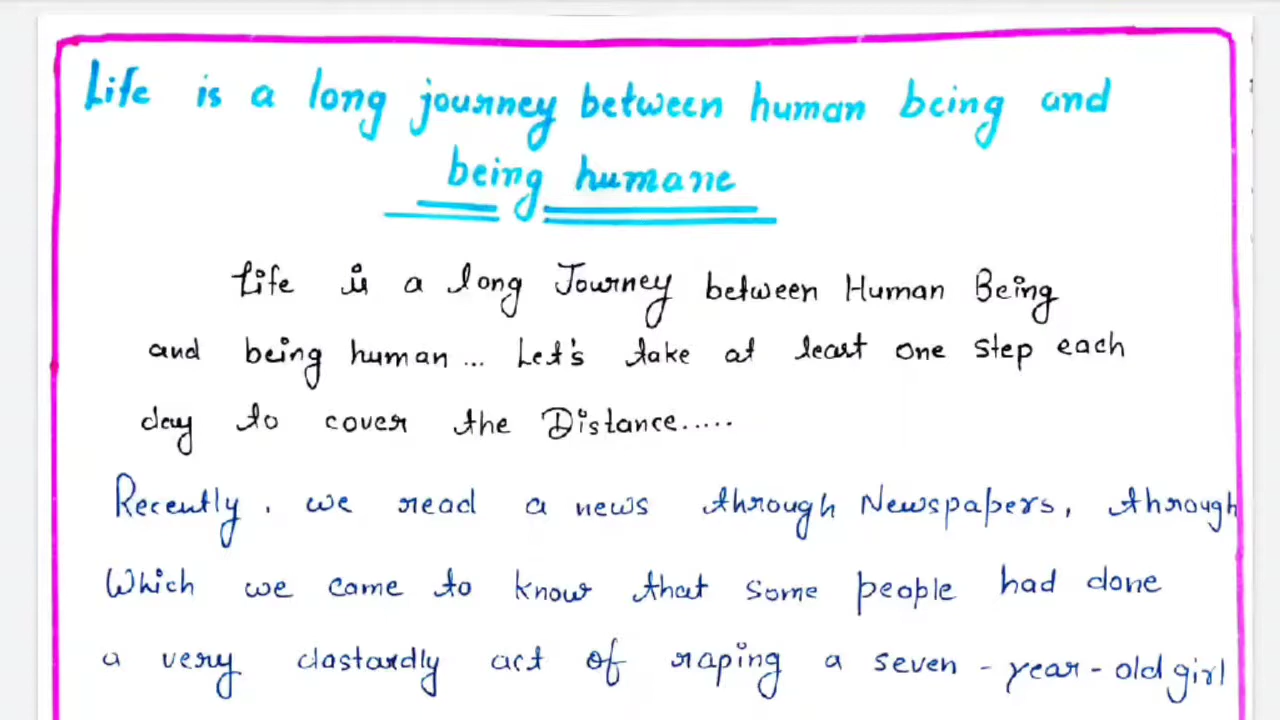 Life is a long journey between human being and
being humane
Life is a long Journey between Human Being
and being human ... Let's take at least one step each
day to cover the Distance.....
Recently, we read a news through Newspapers, through
Which we came to know that some people had done
a very dastardly act of raping a seven - year - old girl